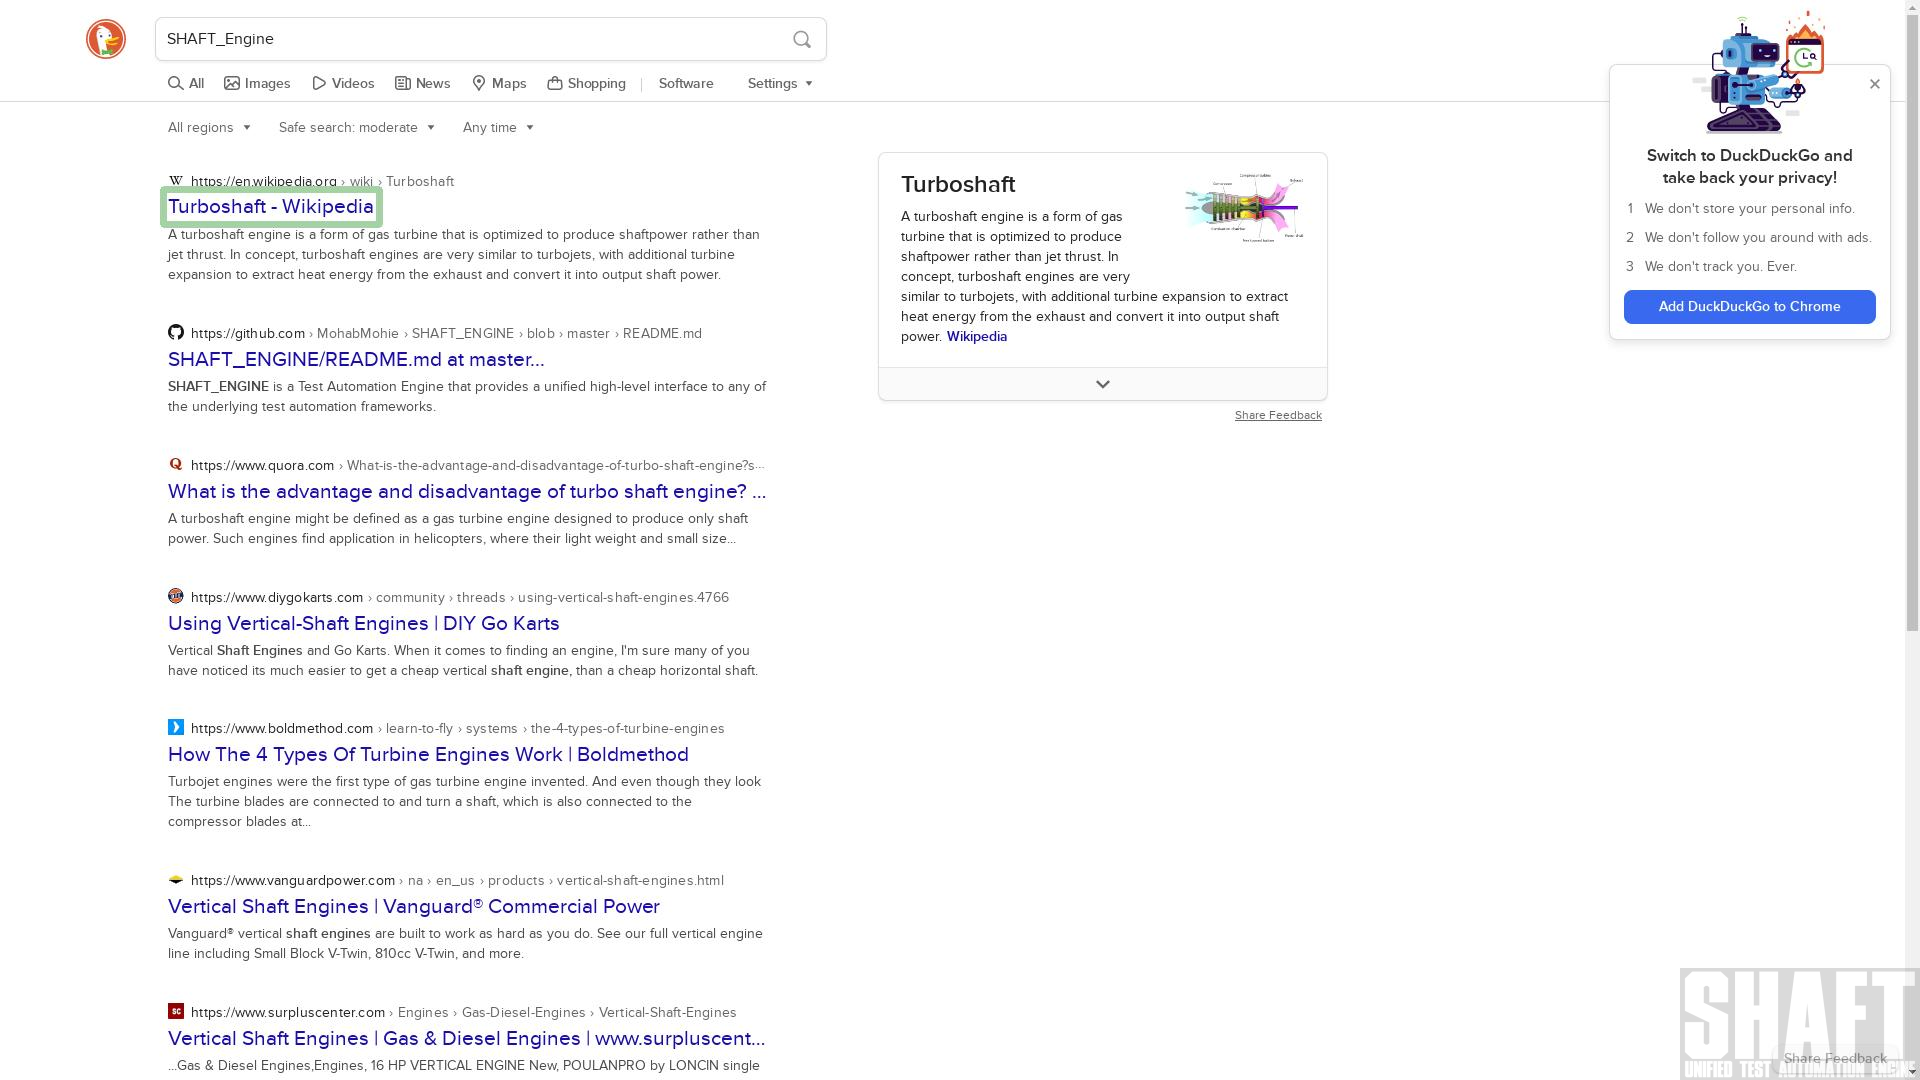 SHAFT_Engine
All Images Videos News Maps Shopping Software Settings
All regions Safe search: moderate Any time
https://en.wikipedia.org › wiki › Turboshaft
Turboshaft - Wikipedia
A turboshaft engine is a form of gas turbine that is optimized to produce shaftpower rather than
jet thrust. In concept, turboshaft engines are very similar to turbojets, with additional turbine
expansion to extract heat energy from the exhaust and convert it into output shaft power.
https://github.com › MohabMohie › SHAFT_ENGINE › blob › master › README.md
SHAFT_ENGINE/README.md at master...
SHAFT_ENGINE is a Test Automation Engine that provides a unified high-level interface to any of
the underlying test automation frameworks.
https://www.quora.com › What-is-the-advantage-and-disadvantage-of-turbo-shaft-engine?s...
What is the advantage and disadvantage of turbo shaft engine? ...
A turboshaft engine might be defined as a gas turbine engine designed to produce only shaft
power. Such engines find application in helicopters, where their light weight and small size...
https://www.diygokarts.com › community › threads › using-vertical-shaft-engines.4766
Using Vertical-Shaft Engines | DIY Go Karts
Vertical Shaft Engines and Go Karts. When it comes to finding an engine, I'm sure many of you
have noticed its much easier to get a cheap vertical shaft engine, than a cheap horizontal shaft.
https://www.boldmethod.com › learn-to-fly › systems › the-4-types-of-turbine-engines
How The 4 Types Of Turbine Engines Work | Boldmethod
Turbojet engines were the first type of gas turbine engine invented. And even though they look
The turbine blades are connected to and turn a shaft, which is also connected to the
compressor blades at...
https://www.vanguardpower.com › na › en_us › products › vertical-shaft-engines.html
Vertical Shaft Engines | Vanguard® Commercial Power
Vanguard® vertical shaft engines are built to work as hard as you do. See our full vertical engine
line including Small Block V-Twin, 810cc V-Twin, and more.
https://www.surpluscenter.com › Engines › Gas-Diesel-Engines › Vertical-Shaft-Engines
Vertical Shaft Engines | Gas & Diesel Engines | www.surpluscent...
...Gas & Diesel Engines,Engines, 16 HP VERTICAL ENGINE New, POULANPRO by LONCIN single
Turboshaft
A turboshaft engine is a form of gas
turbine that is optimized to produce
shaftpower rather than jet thrust. In
concept, turboshaft engines are very
similar to turbojets, with additional turbine expansion to extract
heat energy from the exhaust and convert it into output shaft
power. Wikipedia
Share Feedback
Switch to DuckDuckGo and
take back your privacy!
1 We don't store your personal info.
2 We don't follow you around with ads.
3 We don't track you. Ever.
Add DuckDuckGo to Chrome
SHAFT
UNIFIED TEST AUTOMATION ENGINE
Share Feedback